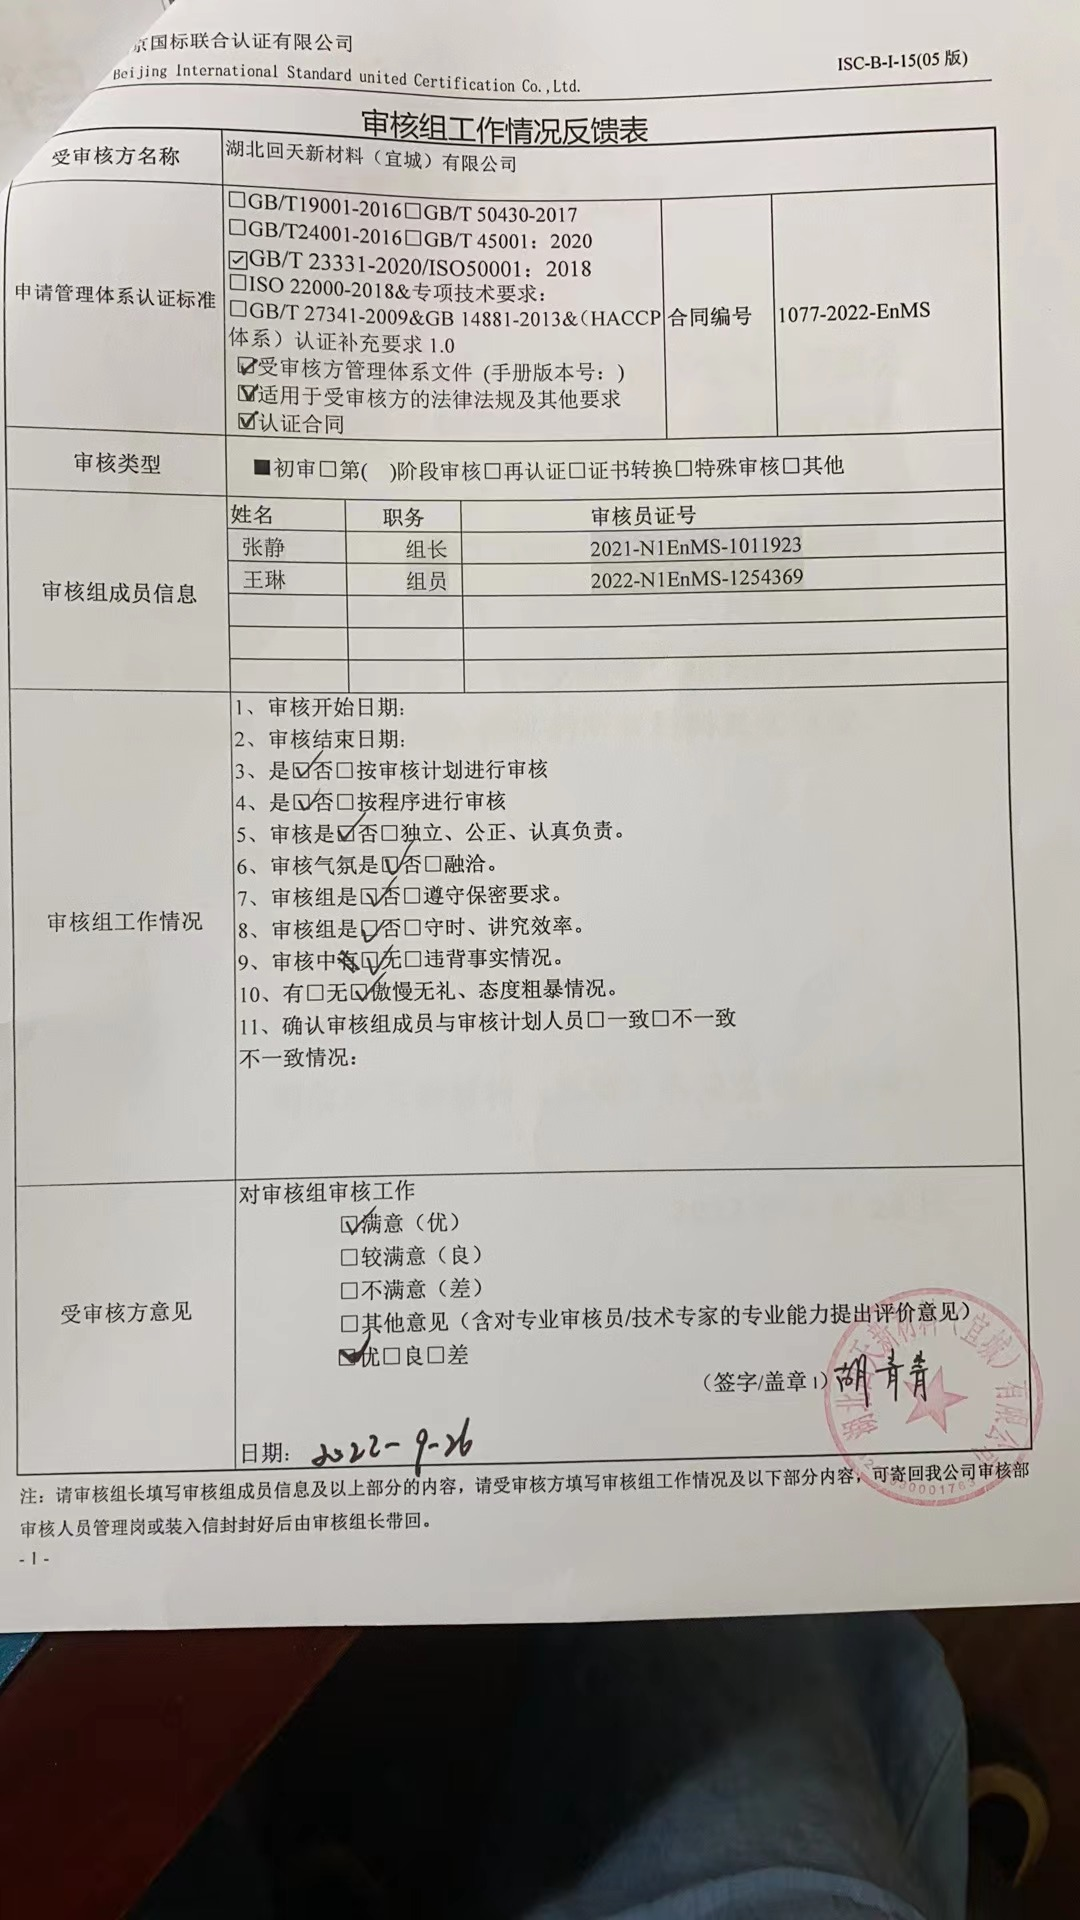 京国标联合认证有限公司
Beijing International Standard united Certification Co.,Ltd.
ISC-B-I-15(05 版)
审核组工作情况反馈表
受审核方名称
湖北回天新材料（宜城）有限公司
申请管理体系认证标准
□GB/T19001-2016□GB/T 50430-2017
□GB/T24001-2016□GB/T 45001：2020
☑GB/T 23331-2020/ISO50001：2018
□ISO 22000-2018&专项技术要求：
□GB/T 27341-2009&GB 14881-2013&（HACCP
体系）认证补充要求 1.0
☑受审核方管理体系文件 (手册版本号：)
☑适用于受审核方的法律法规及其他要求
☑认证合同
合同编号
1077-2022-EnMS
审核类型
■初审□第( )阶段审核□再认证□证书转换□特殊审核□其他
审核组成员信息
姓名 职务 审核员证号
张静 组长 2021-N1EnMS-1011923
王琳 组员 2022-N1EnMS-1254369
审核组工作情况
1、审核开始日期:
2、审核结束日期:
3、是☑否□按审核计划进行审核
4、是☑否□按程序进行审核
5、审核是☑否□独立、公正、认真负责。
6、审核气氛是☑否□融洽。
7、审核组是☑否□遵守保密要求。
8、审核组是☑否□守时、讲究效率。
9、审核中有☑无□违背事实情况。
10、有□无☑傲慢无礼、态度粗暴情况。
11、确认审核组成员与审核计划人员□一致□不一致
不一致情况：
受审核方意见
对审核组审核工作
☑满意（优）
□较满意（良）
□不满意（差）
□其他意见（含对专业审核员/技术专家的专业能力提出评价意见）
☑优□良□差
（签字/盖章 1）胡青青
日期: 2022-9-26
湖北回天新材料（宜城）有限公司
注：请审核组长填写审核组成员信息及以上部分的内容，请受审核方填写审核组工作情况及以下部分内容，可寄回我公司审核部
审核人员管理岗或装入信封封好后由审核组长带回。
- 1 -